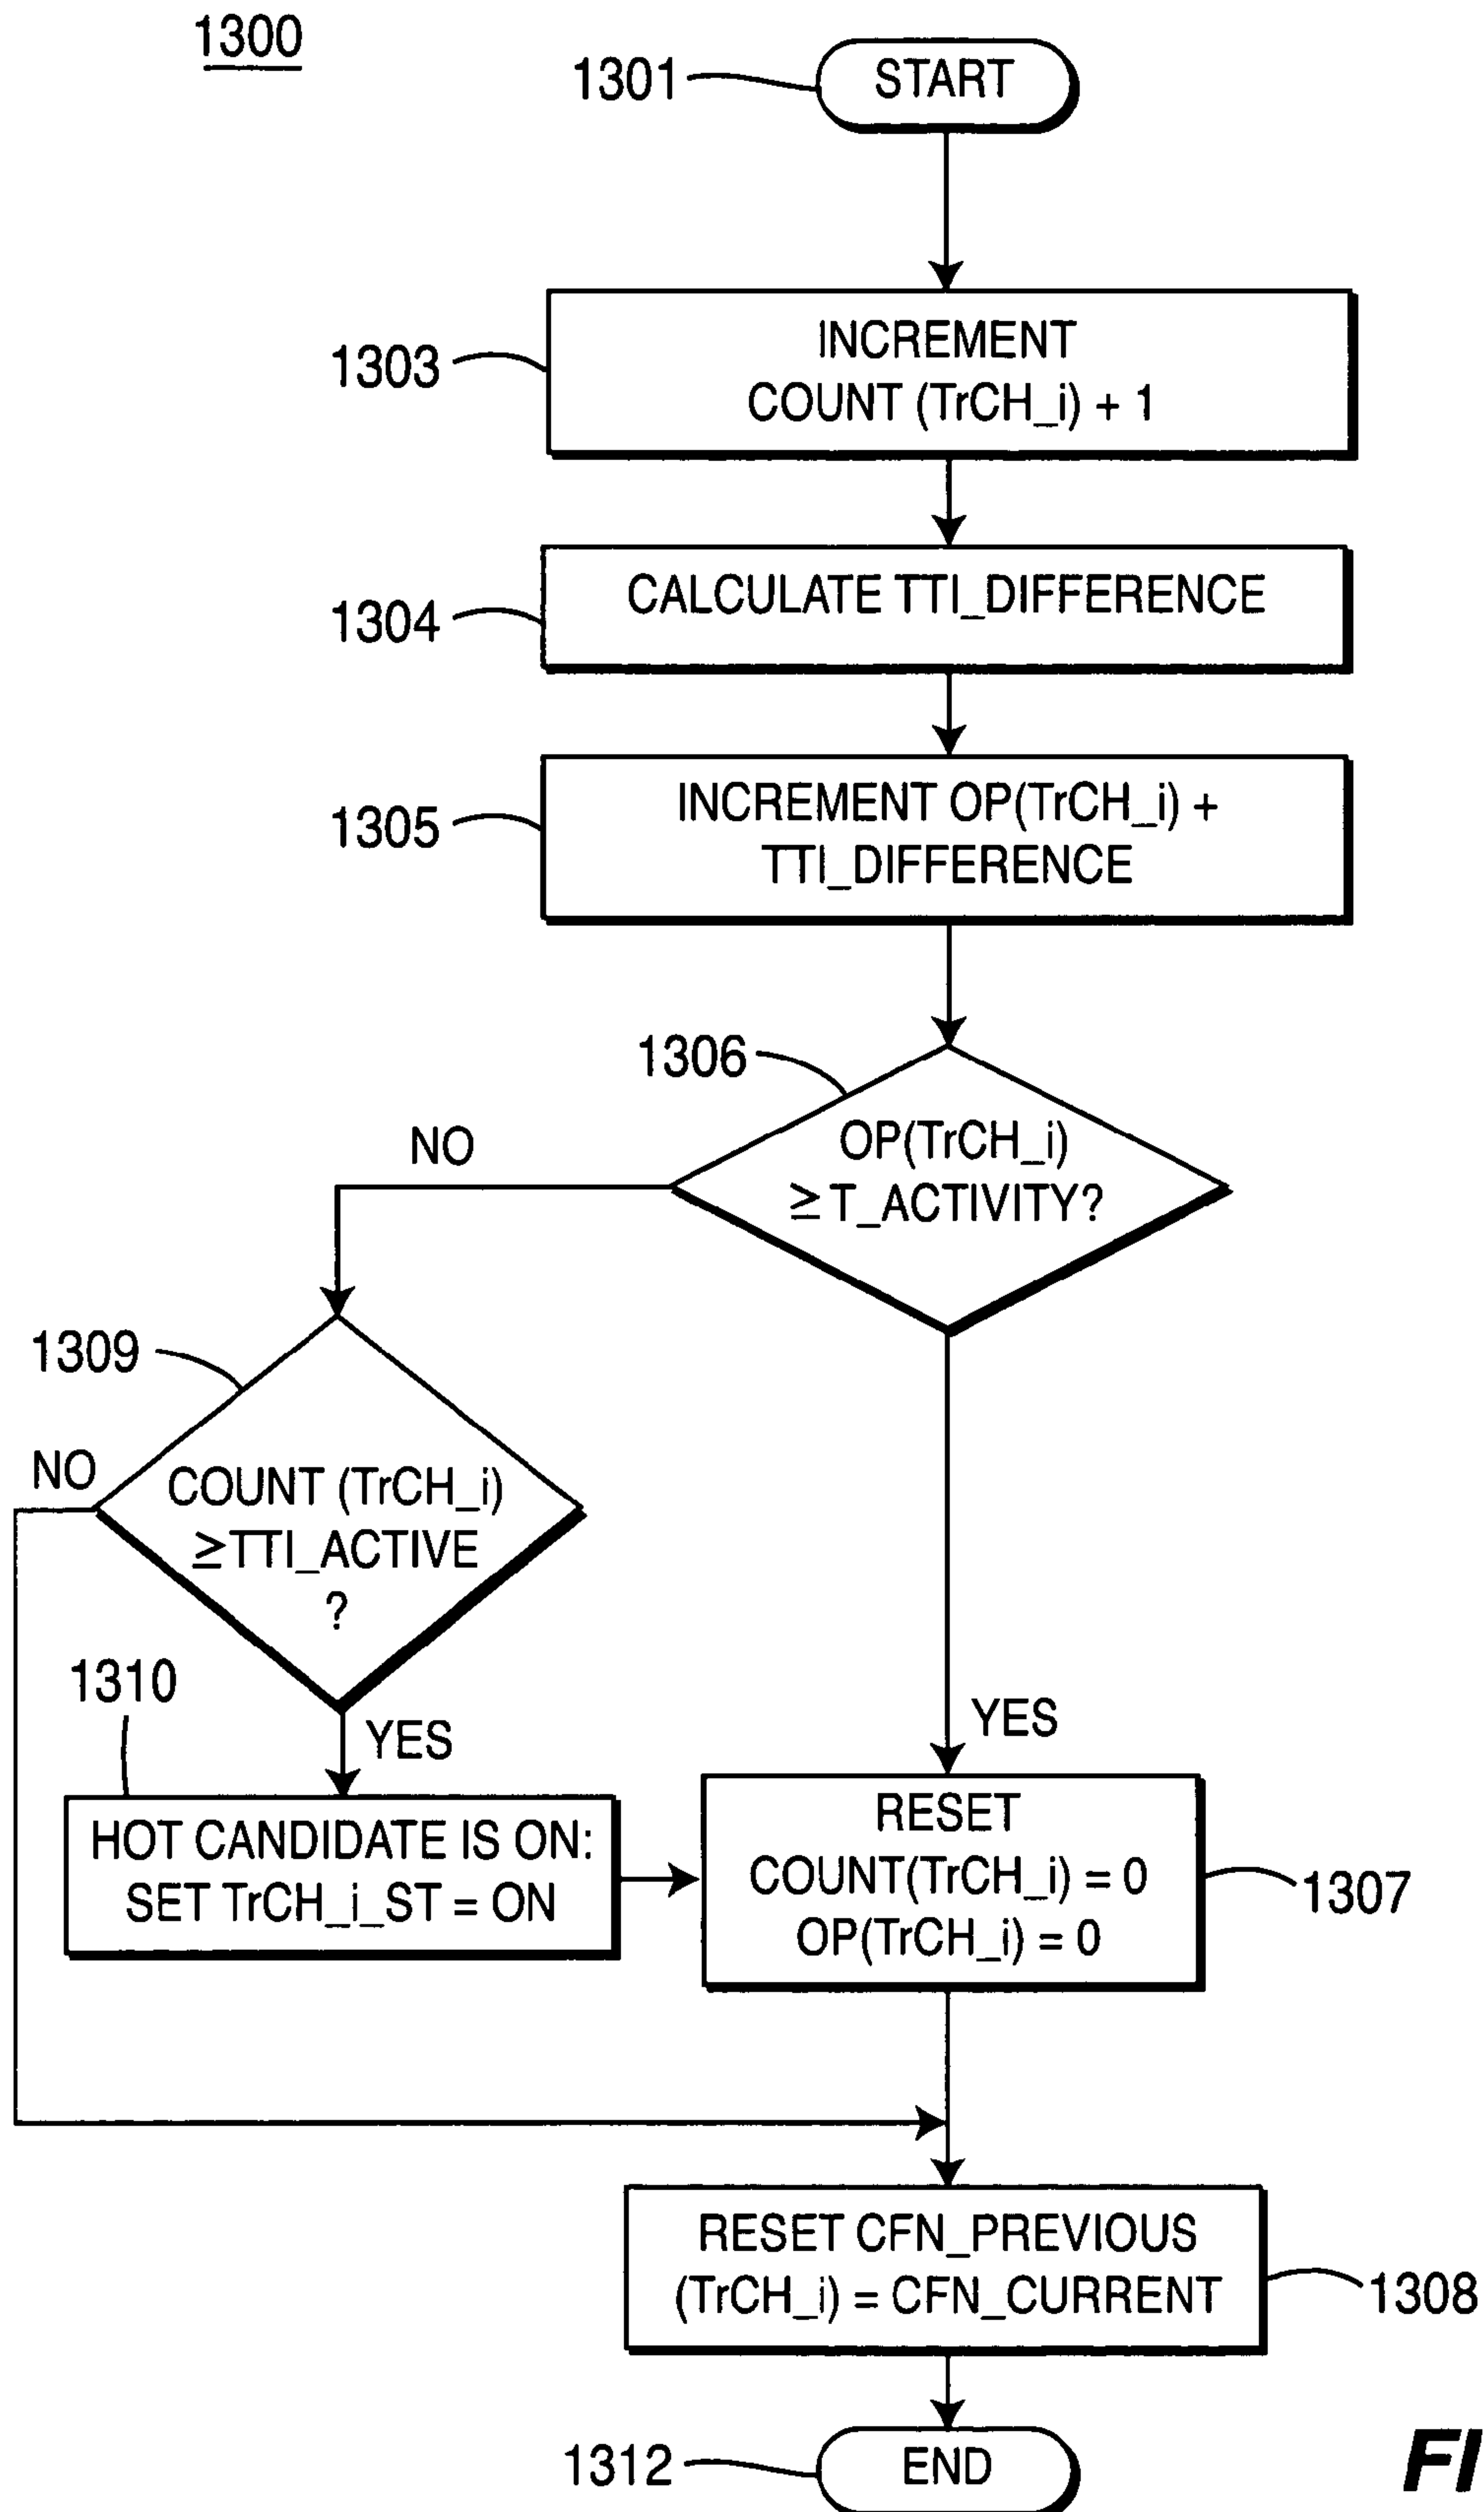 1300
1301
START
1303
INCREMENT
COUNT (TrCH_i) + 1
1304
CALCULATE TTI_DIFFERENCE
1305
INCREMENT OP(TrCH_i) +
TTI_DIFFERENCE
1306
OP(TrCH_i)
≥ T_ACTIVITY?
NO
1309
COUNT (TrCH_i)
≥TTI_ACTIVE
?
NO
YES
1310
HOT CANDIDATE IS ON:
SET TrCH_i_ST = ON
YES
RESET
COUNT(TrCH_i) = 0
OP(TrCH_i) = 0
1307
RESET CFN_PREVIOUS
(TrCH_i) = CFN_CURRENT
1308
1312
END
FI